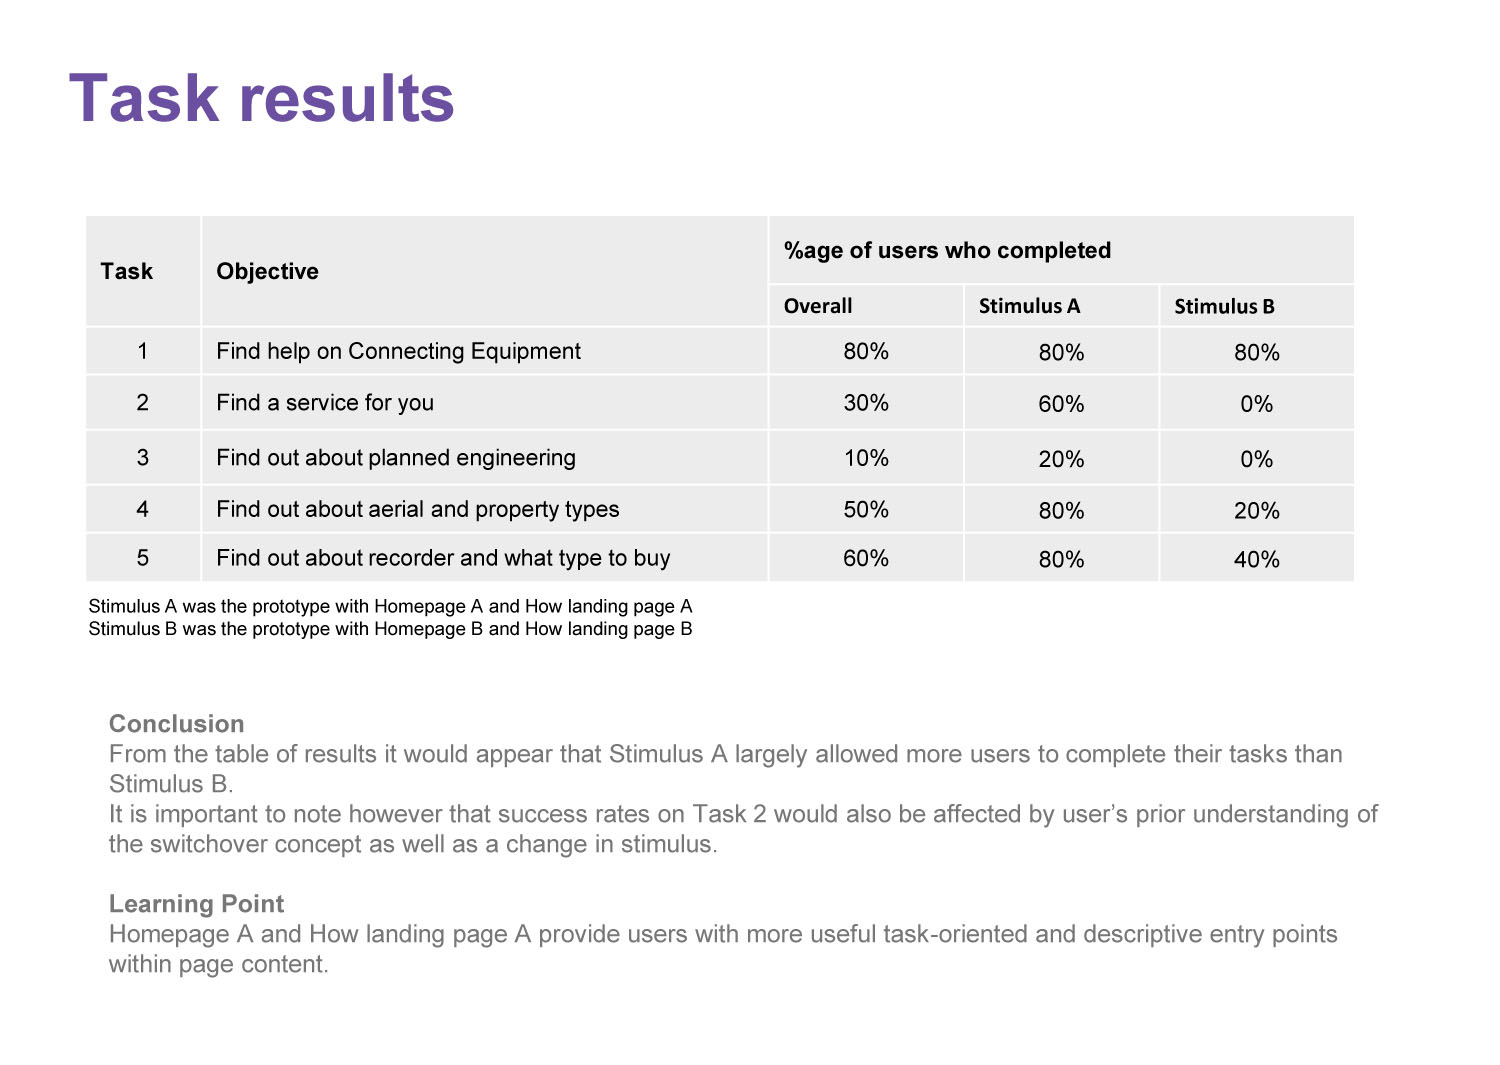 Task results
Task Objective %age of users who completed
Overall Stimulus A Stimulus B
1 Find help on Connecting Equipment 80% 80% 80%
2 Find a service for you 30% 60% 0%
3 Find out about planned engineering 10% 20% 0%
4 Find out about aerial and property types 50% 80% 20%
5 Find out about recorder and what type to buy 60% 80% 40%
Stimulus A was the prototype with Homepage A and How landing page A
Stimulus B was the prototype with Homepage B and How landing page B
Conclusion
From the table of results it would appear that Stimulus A largely allowed more users to complete their tasks than
Stimulus B.
It is important to note however that success rates on Task 2 would also be affected by user’s prior understanding of
the switchover concept as well as a change in stimulus.
Learning Point
Homepage A and How landing page A provide users with more useful task-oriented and descriptive entry points
within page content.